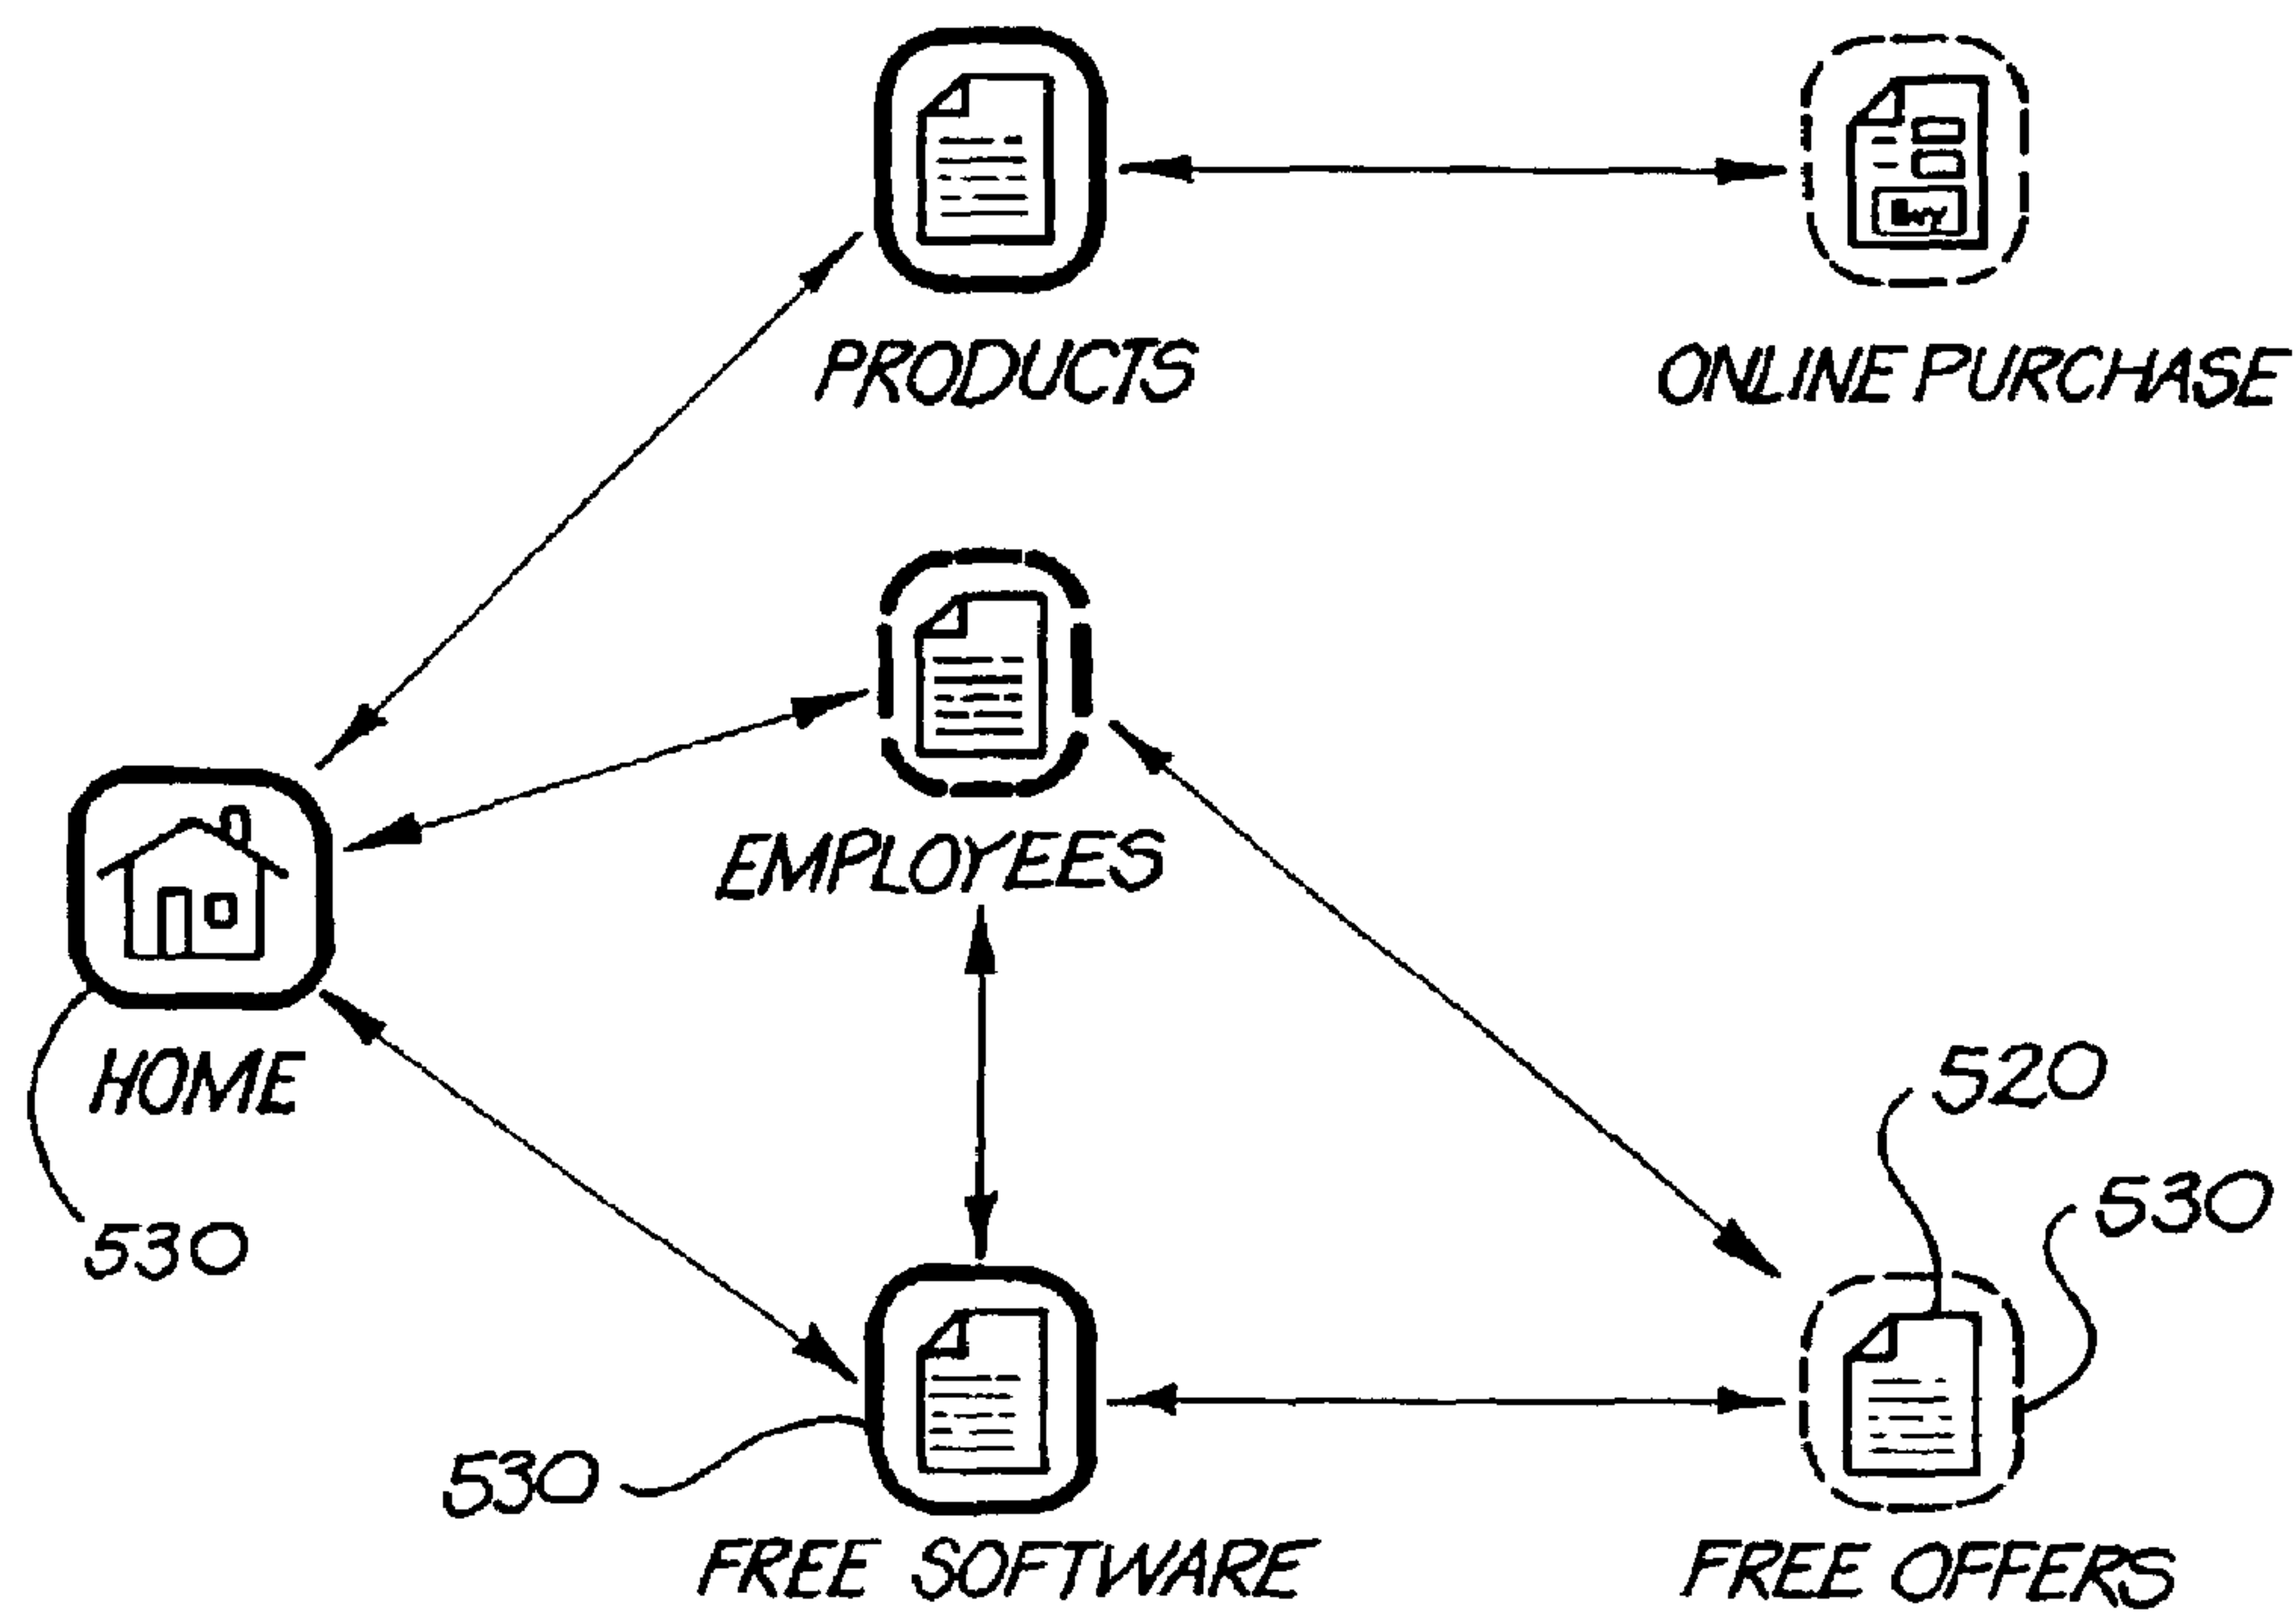 PRODUCTS
ONLINE PURCHASE
EMPLOYEES
HOME
520
530
530
530
FREE SOFTWARE
FREE OFFERS